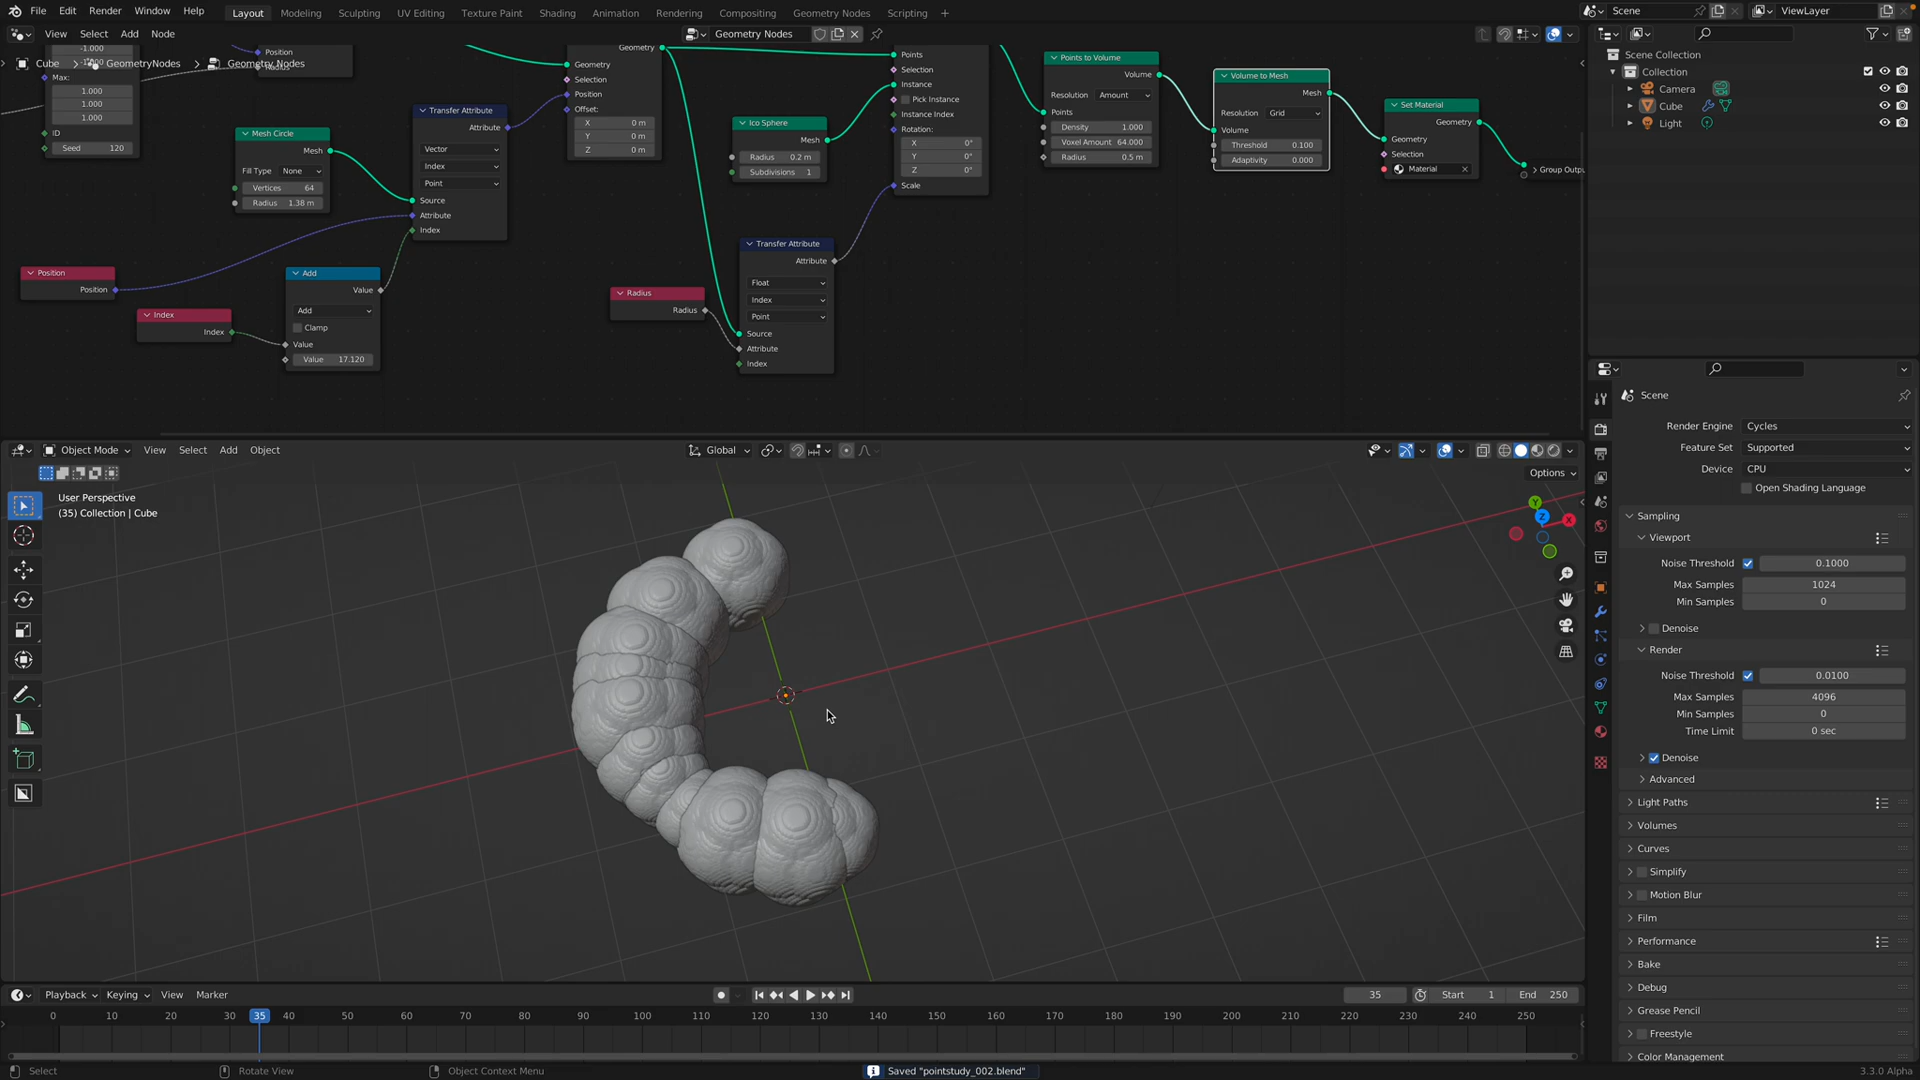 File Edit Render Window Help Layout Modeling Sculpting UV Editing Texture Paint Shading Animation Rendering Compositing Geometry Nodes Scripting + Scene ViewLayer
View Select Add Node Geometry Nodes
Cube > GeometryNodes > Geometry Nodes
-1.000
Max:
1.000
1.000
1.000
ID
Seed 120
Position
Mesh Circle
Mesh
Fill Type None
Vertices 64
Radius 1.38 m
Position
Position
Index
Index
Add
Value
Add
Clamp
Value
Value 17.120
Transfer Attribute
Attribute
Vector
Index
Point
Source
Attribute
Index
Geometry
Geometry
Selection
Position
Offset:
X 0 m
Y 0 m
Z 0 m
Radius
Radius
Ico Sphere
Mesh
Radius 0.2 m
Subdivisions 1
Transfer Attribute
Attribute
Float
Index
Point
Source
Attribute
Index
Points
Selection
Instance
Pick Instance
Instance Index
Rotation:
X 0°
Y 0°
Z 0°
Scale
Points to Volume
Volume
Resolution Amount
Points
Density 1.000
Voxel Amount 64.000
Radius 0.5 m
Volume to Mesh
Mesh
Resolution Grid
Volume
Threshold 0.100
Adaptivity 0.000
Set Material
Geometry
Geometry
Selection
Material
Group Outpu
Scene Collection
Collection
Camera
Cube
Light
Scene
Render Engine Cycles
Feature Set Supported
Device CPU
Open Shading Language
Sampling
Viewport
Noise Threshold 0.1000
Max Samples 1024
Min Samples 0
Denoise
Render
Noise Threshold 0.0100
Max Samples 4096
Min Samples 0
Time Limit 0 sec
Denoise
Advanced
Light Paths
Volumes
Curves
Simplify
Motion Blur
Film
Performance
Bake
Debug
Grease Pencil
Freestyle
Color Management
Object Mode View Select Add Object Global
Options
User Perspective
(35) Collection | Cube
Y
Z
X
Playback Keying View Marker 35 Start 1 End 250
0 10 20 35 40 50 60 70 80 90 100 110 120 130 140 150 160 170 180 190 200 210 220 230 240 250
Select Rotate View Object Context Menu Saved "pointstudy_002.blend" 3.3.0 Alpha